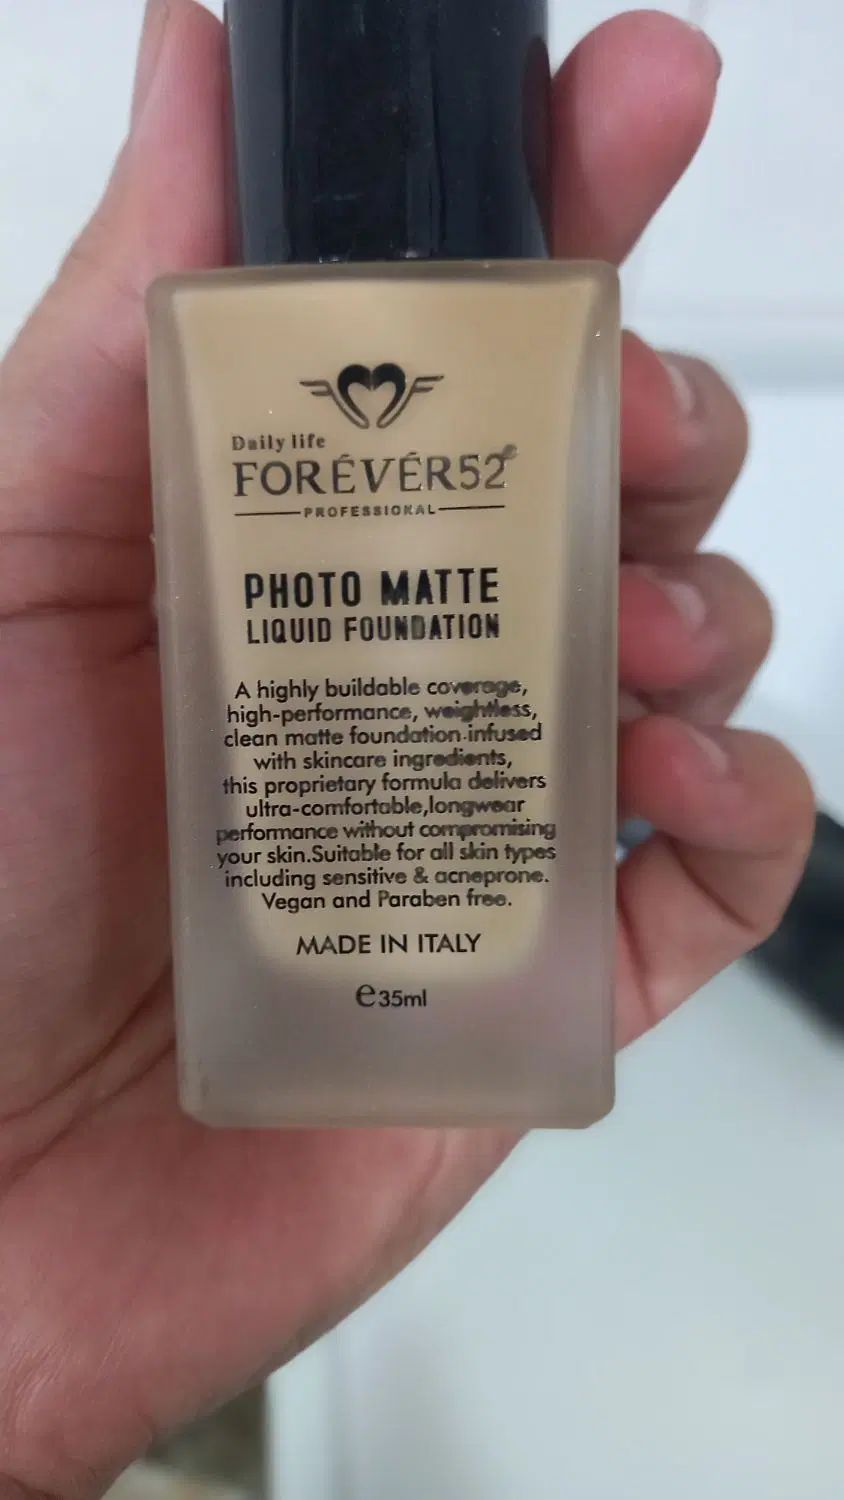 Daily life
FORÉVÉR52®
PROFESSIONAL
PHOTO MATTE
LIQUID FOUNDATION
A highly buildable coverage,
high-performance, weightless,
clean matte foundation.infused
with skincare ingredients,
this proprietary formula delivers
ultra-comfortable,longwear
performance without compromising
your skin.Suitable for all skin types
including sensitive & acneprone.
Vegan and Paraben free.
MADE IN ITALY
℮35ml